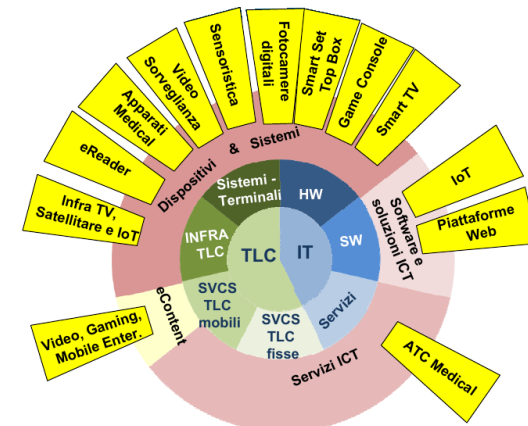 Infra TV,
Satellitare e IoT
eReader
Apparati
Medical
Video
Sorveglianza
Sensoristica
Fotocamere
digitali
Smart Set
Top Box
Game Console
Smart TV
IoT
Piattaforme
Web
ATC Medical
Video, Gaming,
Mobile Enter.
Dispositivi & Sistemi
Software e
soluzioni ICT
Servizi ICT
eContent
Sistemi -
Terminali
HW
SW
Servizi
SVCS
TLC
fisse
SVCS
TLC
mobili
INFRA
TLC
TLC
IT